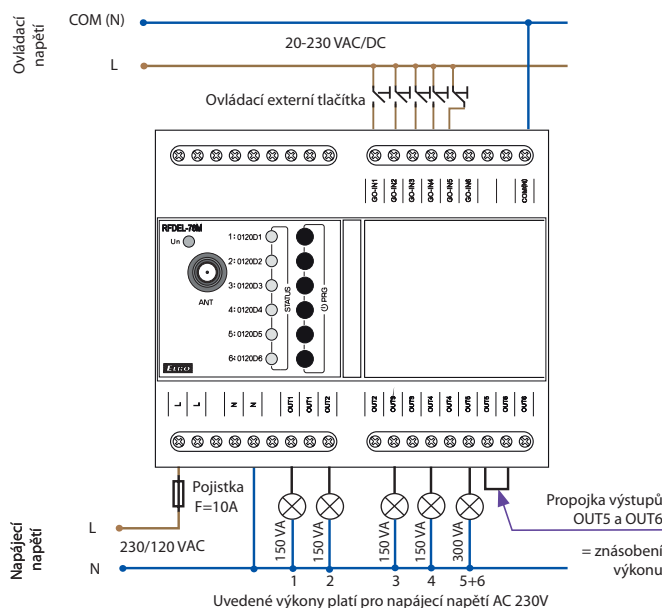 Ovládací
napětí
COM (N)
L
20-230 VAC/DC
Ovládací externí tlačítka
GO-IN1
GO-IN2
GO-IN3
GO-IN4
GO-IN5
GO-IN6
COM(N)
RFDEL-76M
Un
ANT
1: 0120D1
2: 0120D2
3: 0120D3
4: 0120D4
5: 0120D5
6: 0120D6
STATUS
PRG
ELKO
L
L
N
N
OUT1
OUT1
OUT2
OUT2
OUT3
OUT3
OUT4
OUT4
OUT5
OUT5
OUT6
OUT6
Pojistka
F=10A
Napájecí
napětí
L
230/120 VAC
N
150 VA
150 VA
150 VA
150 VA
300 VA
1
2
3
4
5+6
Propojka výstupů
OUT5 a OUT6
= znásobení
výkonu
Uvedené výkony platí pro napájecí napětí AC 230V